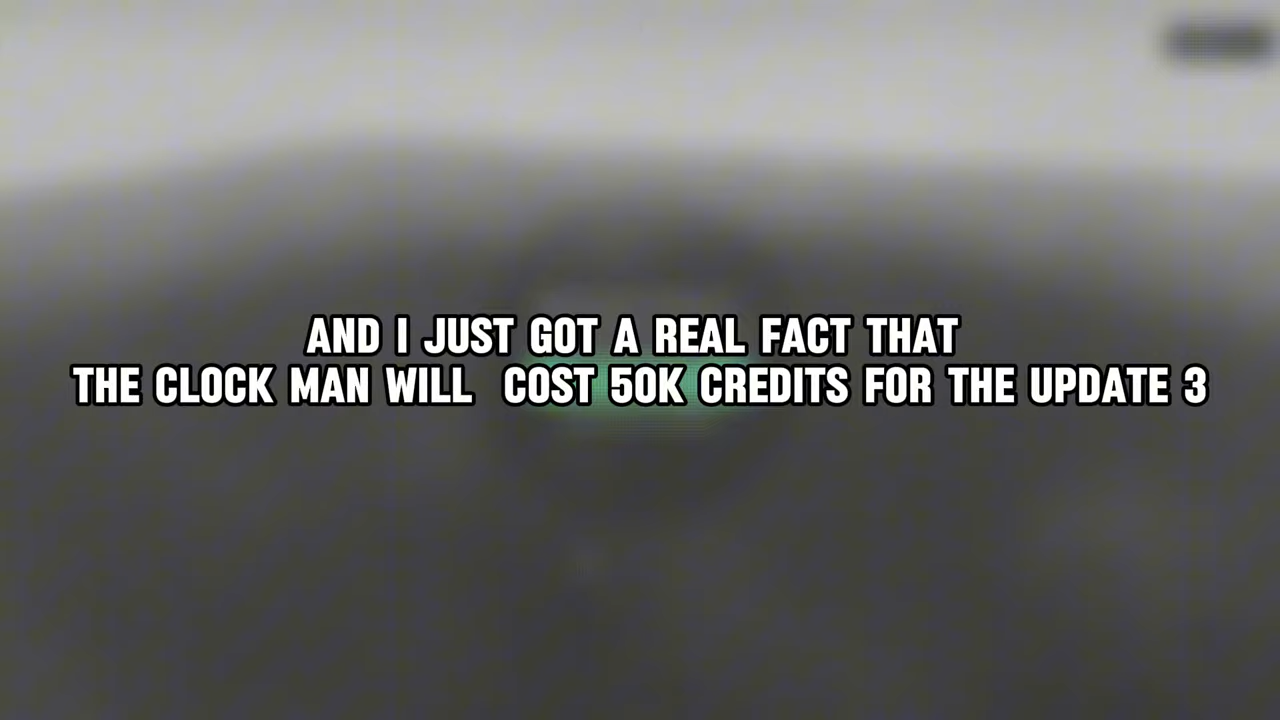 AND I JUST GOT A REAL FACT THAT
THE CLOCK MAN WILL  COST 50K CREDITS FOR THE UPDATE 3